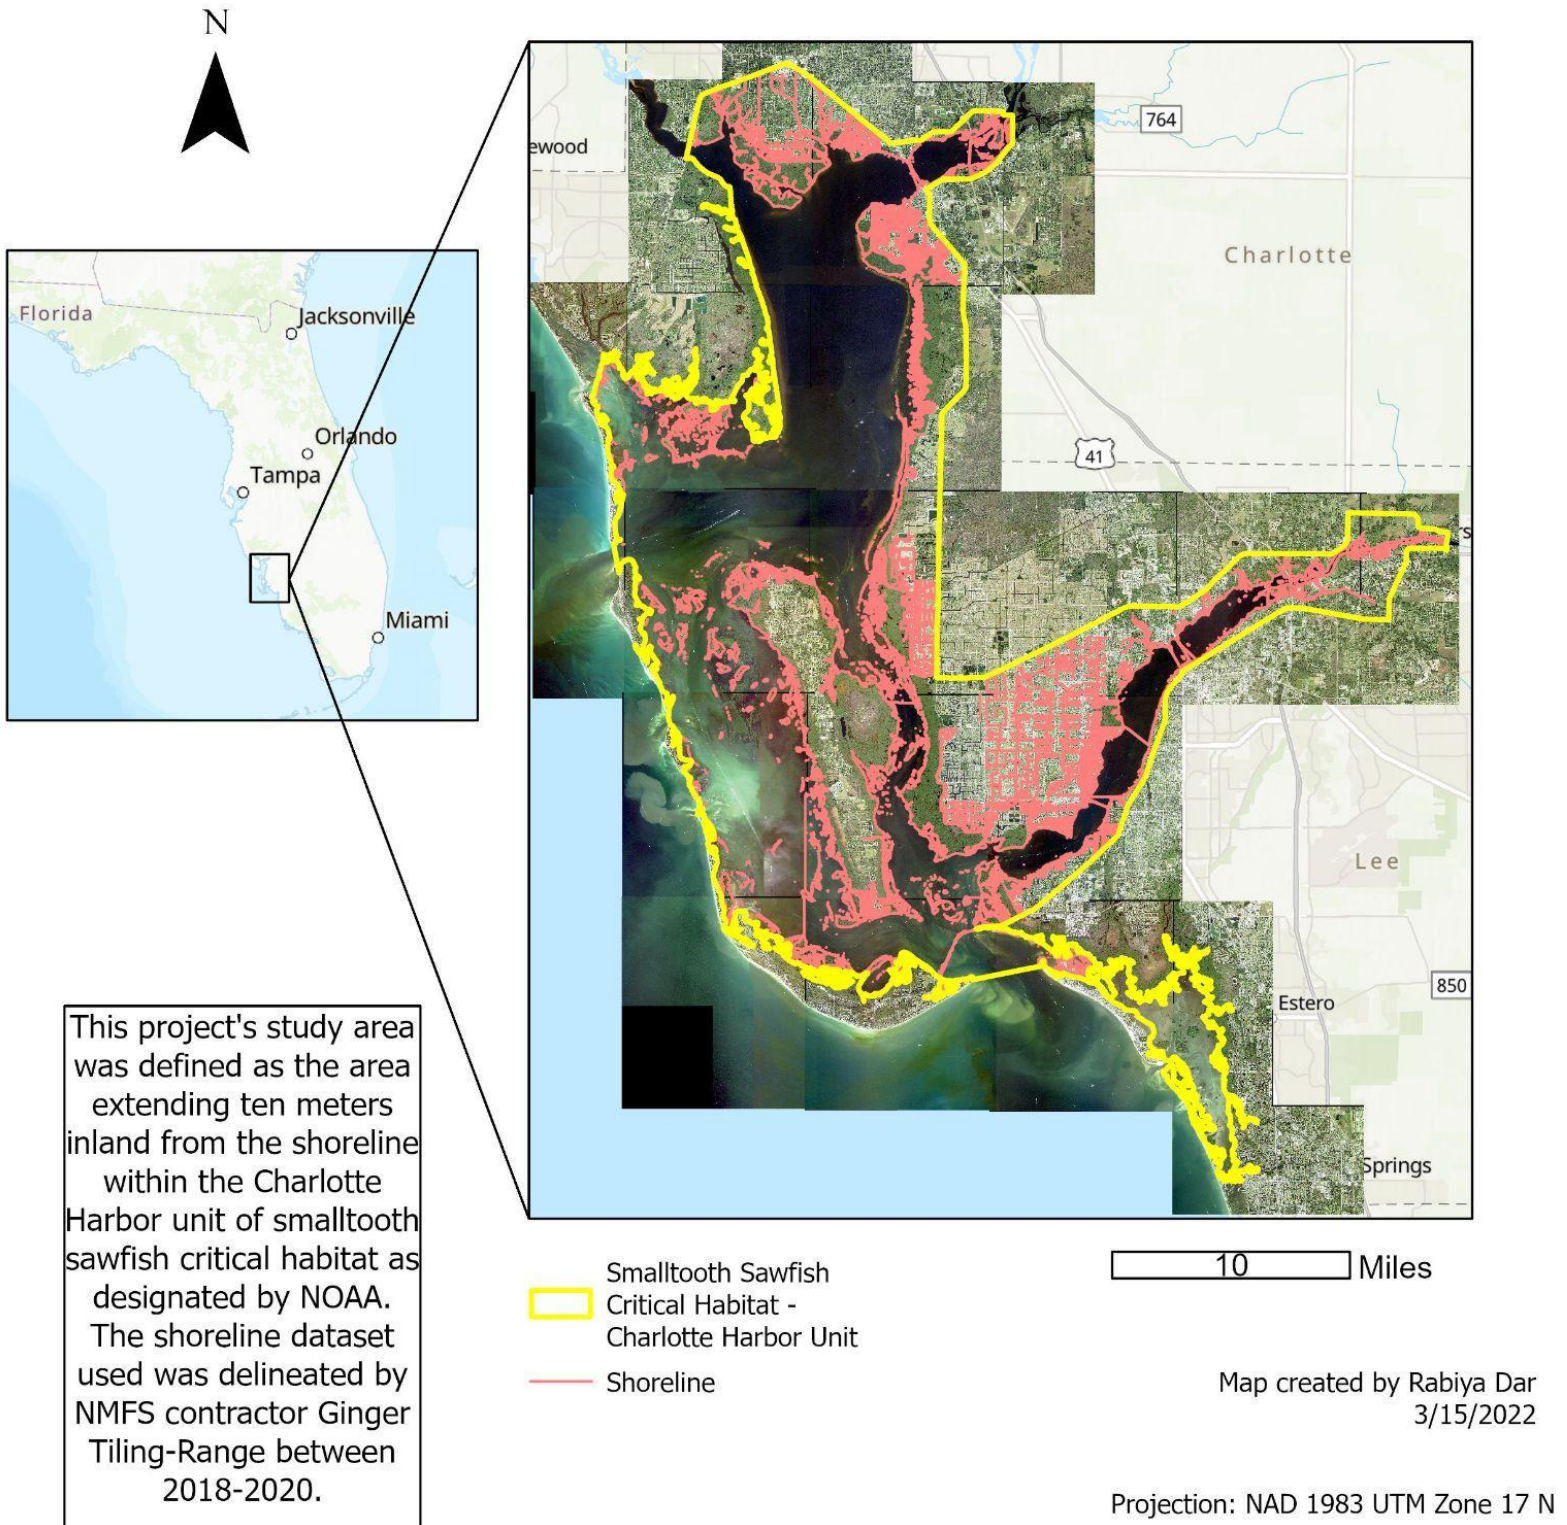 N
ewood
764
Charlotte
Florida
Jacksonville
Orlando
Tampa
41
rs
Miami
Lee
850
Estero
Springs
This project's study area
was defined as the area
extending ten meters
inland from the shoreline
within the Charlotte
Harbor unit of smalltooth
sawfish critical habitat as
designated by NOAA.
The shoreline dataset
used was delineated by
NMFS contractor Ginger
Tiling-Range between
2018-2020.
Smalltooth Sawfish
Critical Habitat -
Charlotte Harbor Unit
Shoreline
10 Miles
Map created by Rabiya Dar
3/15/2022
Projection: NAD 1983 UTM Zone 17 N